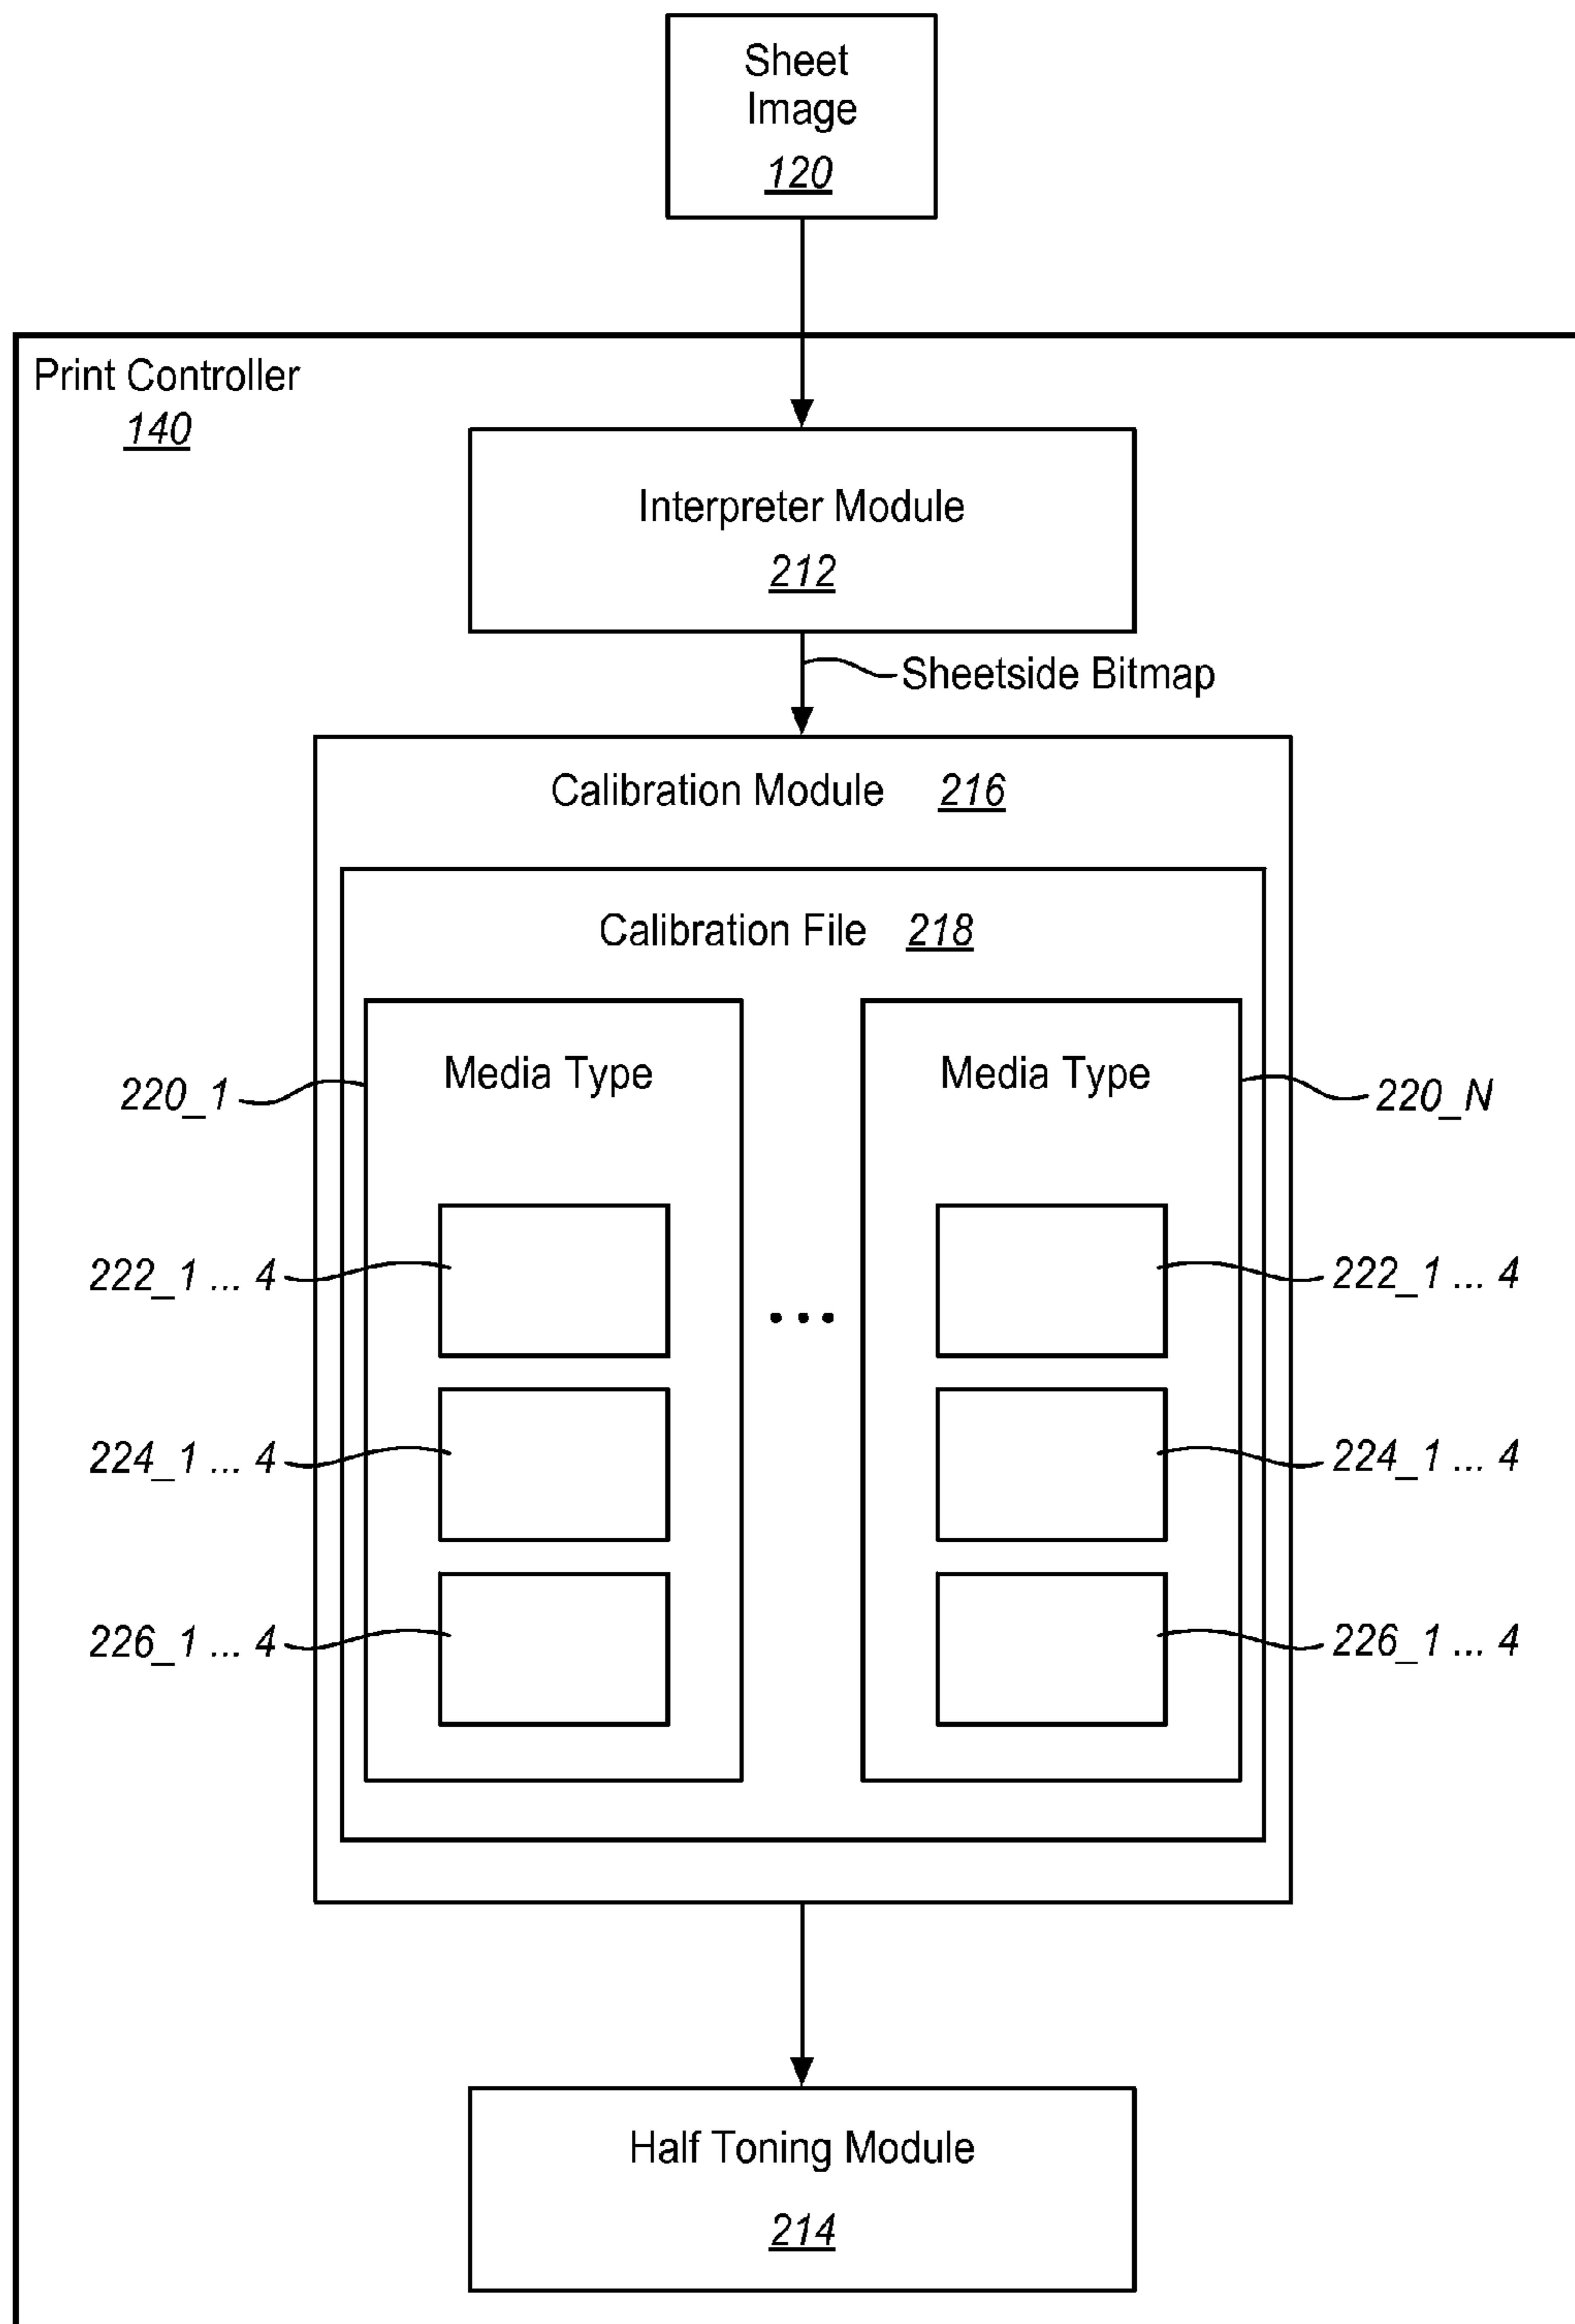 Sheet
Image
120
Print Controller
140
Interpreter Module
212
Sheetside Bitmap
Calibration Module 216
Calibration File 218
Media Type Media Type
220_1 220_N
222_1 ... 4 222_1 ... 4
...
224_1 ... 4 224_1 ... 4
226_1 ... 4 226_1 ... 4
Half Toning Module
214